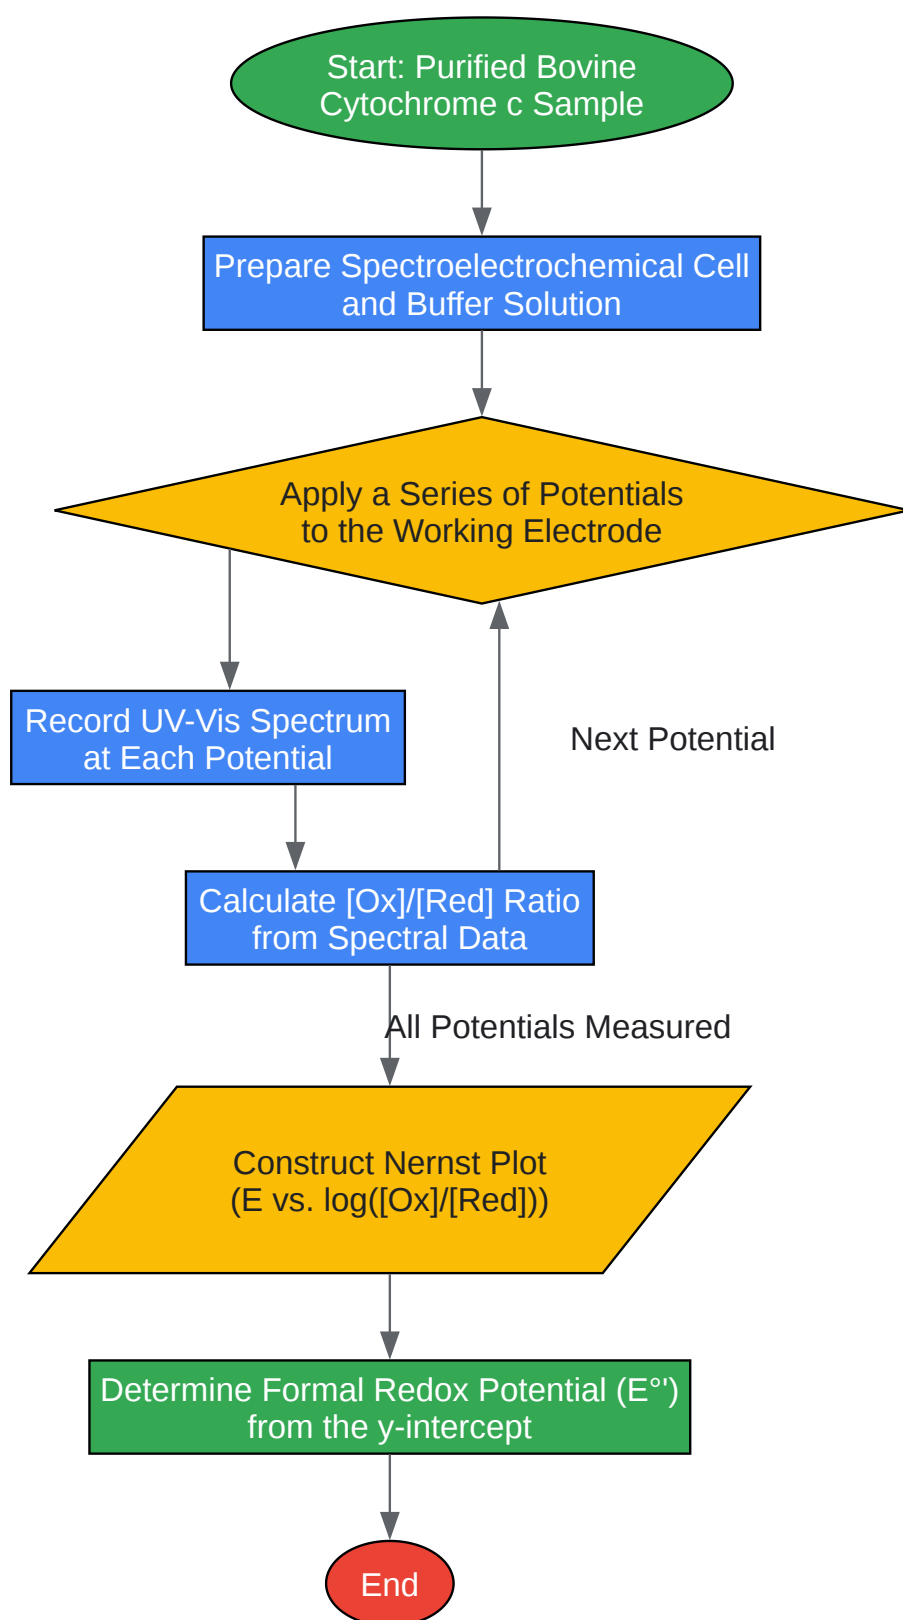 Start: Purified Bovine
Cytochrome c Sample
Prepare Spectroelectrochemical Cell
and Buffer Solution
Apply a Series of Potentials
to the Working Electrode
Record UV-Vis Spectrum
at Each Potential
Next Potential
Calculate [Ox]/[Red] Ratio
from Spectral Data
All Potentials Measured
Construct Nernst Plot
(E vs. log([Ox]/[Red]))
Determine Formal Redox Potential (E°')
from the y-intercept
End